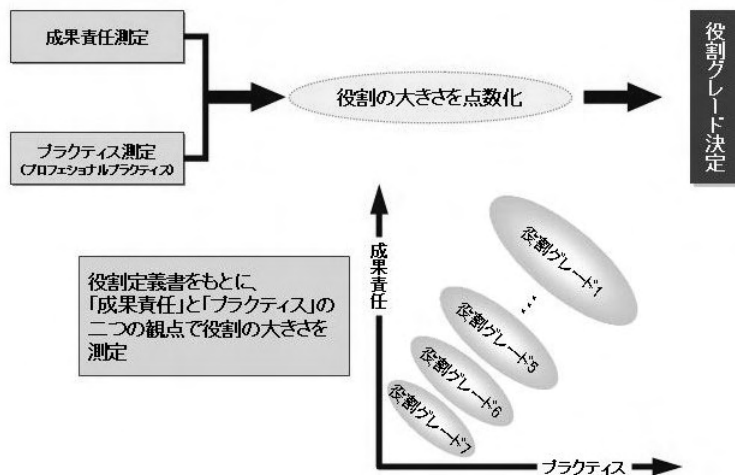 成果責任測定
役割の大きさを点数化
役割グレード決定
プラクティス測定
(プロフェショナルプラクティス)
役割定義書をもとに、
「成果責任」と「プラクティス」の
二つの観点で役割の大きさを
測定
成果責任
役割グレード1
...
役割グレード5
役割グレード6
役割グレード7
プラクティス